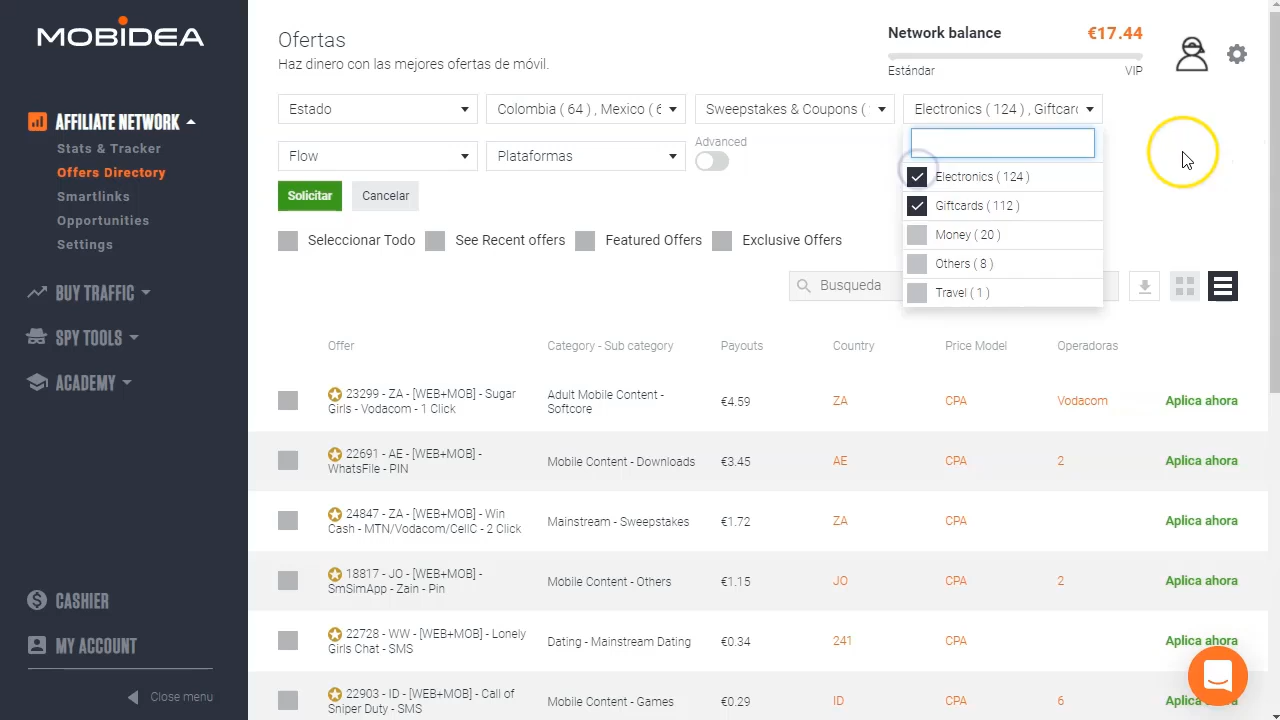 MOBIDEA
AFFILIATE NETWORK
Stats & Tracker
Offers Directory
Smartlinks
Opportunities
Settings
BUY TRAFFIC
SPY TOOLS
ACADEMY
CASHIER
MY ACCOUNT
Close menu
Ofertas
Haz dinero con las mejores ofertas de móvil.
Network balance €17.44
Estándar VIP
Estado Colombia ( 64 ) , Mexico ( 6 Sweepstakes & Coupons ( Electronics ( 124 ) , Giftcar
Flow Plataformas Advanced
Solicitar Cancelar
Electronics ( 124 )
Giftcards ( 112 )
Money ( 20 )
Others ( 8 )
Travel ( 1 )
Seleccionar Todo See Recent offers Featured Offers Exclusive Offers
Busqueda
Offer Category - Sub category Payouts Country Price Model Operadoras
23299 - ZA - [WEB+MOB] - Sugar
Girls - Vodacom - 1 Click
Adult Mobile Content -
Softcore
€4.59 ZA CPA Vodacom Aplica ahora
22691 - AE - [WEB+MOB] -
WhatsFile - PIN
Mobile Content - Downloads €3.45 AE CPA 2 Aplica ahora
24847 - ZA - [WEB+MOB] - Win
Cash - MTN/Vodacom/CellC - 2 Click
Mainstream - Sweepstakes €1.72 ZA CPA Aplica ahora
18817 - JO - [WEB+MOB] -
SmSlmApp - Zain - Pin
Mobile Content - Others €1.15 JO CPA 2 Aplica ahora
22728 - WW - [WEB+MOB] - Lonely
Girls Chat - SMS
Dating - Mainstream Dating €0.34 241 CPA Aplica ahora
22903 - ID - [WEB+MOB] - Call of
Sniper Duty - SMS
Mobile Content - Games €0.29 ID CPA 6 Aplica